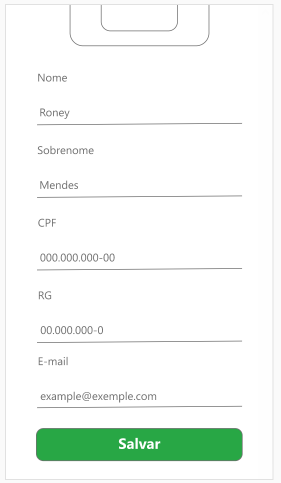 Nome
Roney
Sobrenome
Mendes
CPF
000.000.000-00
RG
00.000.000-0
E-mail
example@exemple.com
Salvar